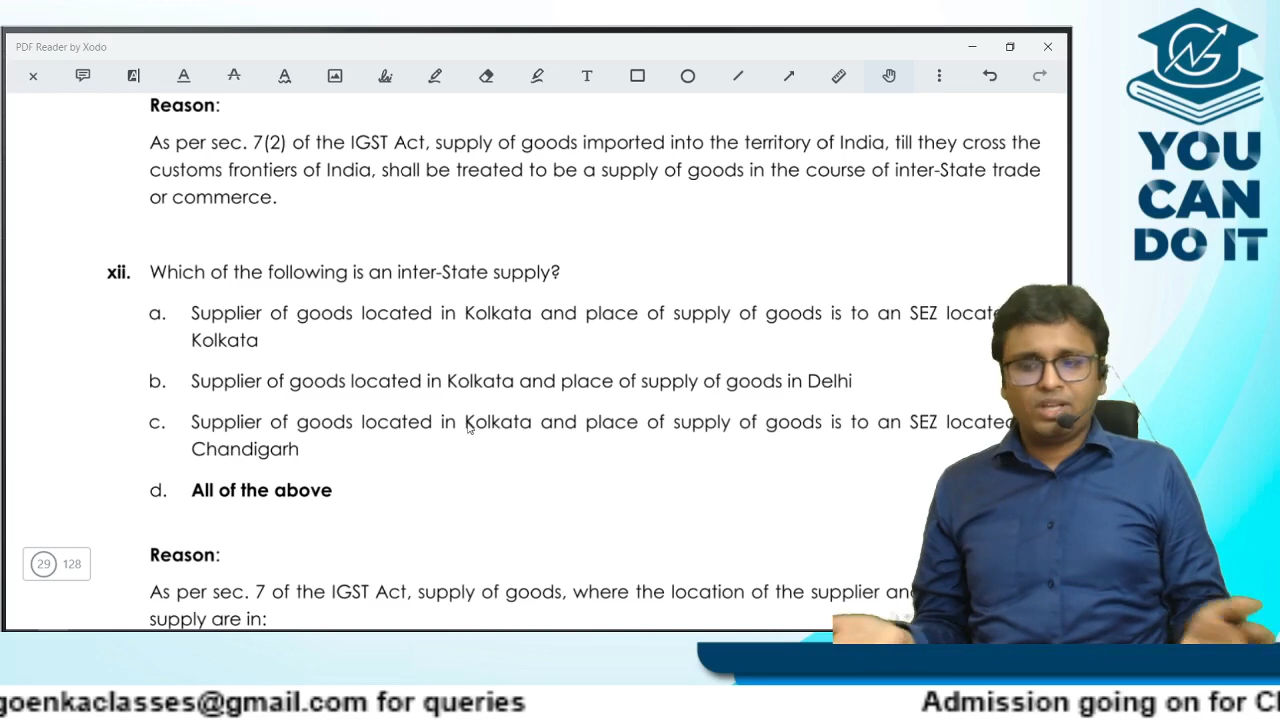 PDF Reader by Xodo
Reason:
As per sec. 7(2) of the IGST Act, supply of goods imported into the territory of India, till they cross the
customs frontiers of India, shall be treated to be a supply of goods in the course of inter-State trade
or commerce.
xii. Which of the following is an inter-State supply?
a. Supplier of goods located in Kolkata and place of supply of goods is to an SEZ
Kolkata
b. Supplier of goods located in Kolkata and place of supply of goods in Delhi
c. Supplier of goods located in Kolkata and place of supply of goods is to an SEZ located
Chandigarh
d. All of the above
29 128
Reason:
As per sec. 7 of the IGST Act, supply of goods, where the location of the supplier
supply are in:
YOU
CAN
DO IT
goenkaclasses@gmail.com for queries
Admission going on for